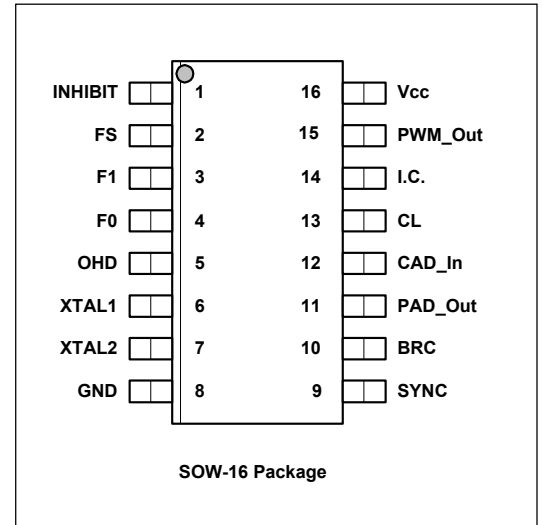 INHIBIT 1 16 Vcc
FS 2 15 PWM_Out
F1 3 14 I.C.
F0 4 13 CL
OHD 5 12 CAD_In
XTAL1 6 11 PAD_Out
XTAL2 7 10 BRC
GND 8 9 SYNC
SOW-16 Package